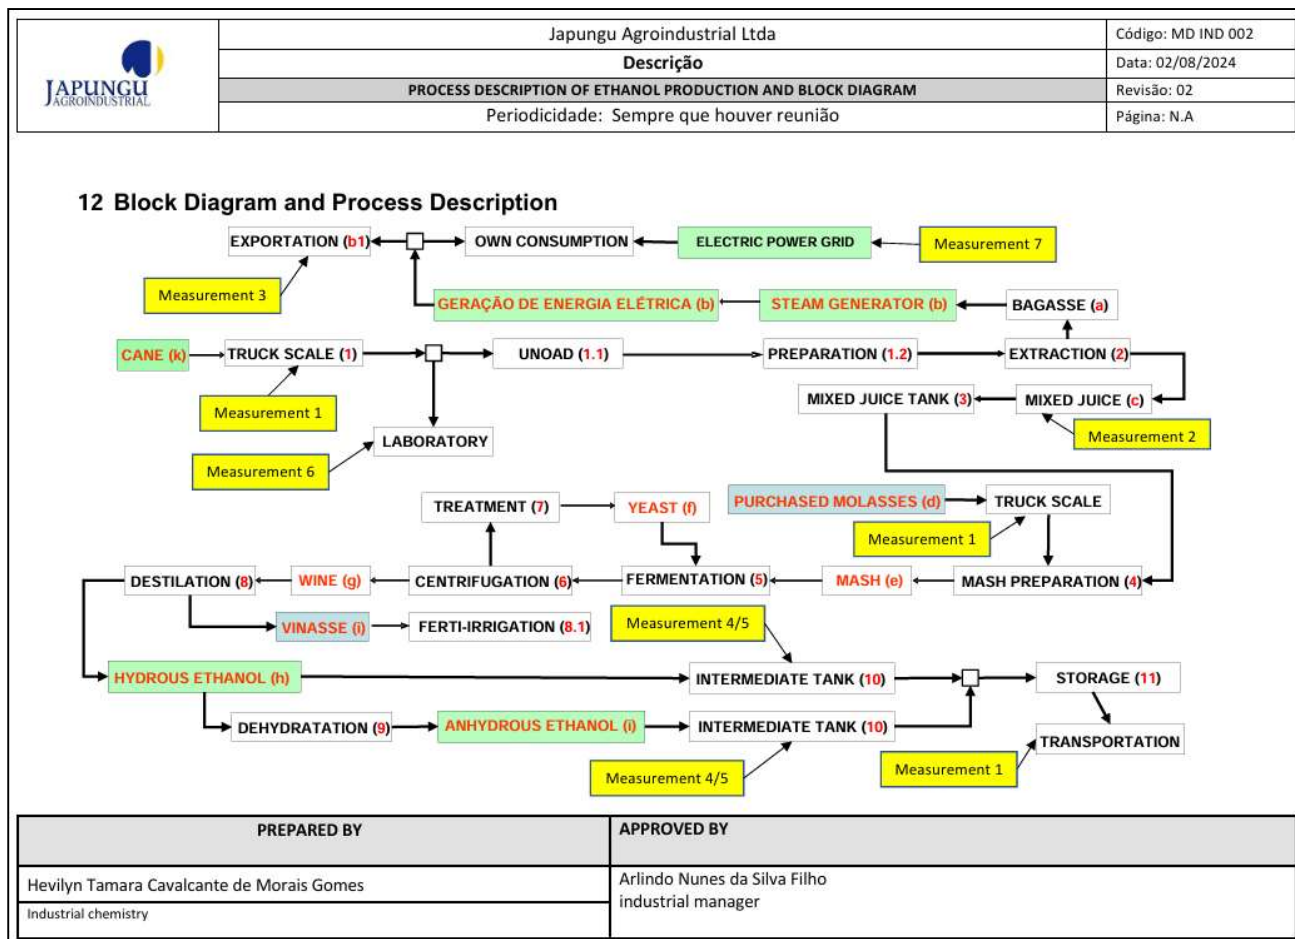 JAPUNGU
AGROINDUSTRIAL
Japungu Agroindustrial Ltda
Código: MD IND 002
Descrição
Data: 02/08/2024
PROCESS DESCRIPTION OF ETHANOL PRODUCTION AND BLOCK DIAGRAM
Revisão: 02
Periodicidade: Sempre que houver reunião
Página: N.A
12 Block Diagram and Process Description
EXPORTATION (b1)
OWN CONSUMPTION
ELECTRIC POWER GRID
Measurement 7
Measurement 3
GERAÇÃO DE ENERGIA ELÉTRICA (b)
STEAM GENERATOR (b)
BAGASSE (a)
CANE (k)
TRUCK SCALE (1)
UNOAD (1.1)
PREPARATION (1.2)
EXTRACTION (2)
Measurement 1
MIXED JUICE TANK (3)
MIXED JUICE (c)
Measurement 2
LABORATORY
Measurement 6
TREATMENT (7)
YEAST (f)
PURCHASED MOLASSES (d)
TRUCK SCALE
Measurement 1
DESTILATION (8)
WINE (g)
CENTRIFUGATION (6)
FERMENTATION (5)
MASH (e)
MASH PREPARATION (4)
VINASSE (i)
FERTI-IRRIGATION (8.1)
Measurement 4/5
HYDROUS ETHANOL (h)
INTERMEDIATE TANK (10)
STORAGE (11)
DEHYDRATATION (9)
ANHYDROUS ETHANOL (i)
INTERMEDIATE TANK (10)
TRANSPORTATION
Measurement 4/5
Measurement 1
PREPARED BY
APPROVED BY
Hevilyn Tamara Cavalcante de Morais Gomes
Arlindo Nunes da Silva Filho
industrial manager
Industrial chemistry